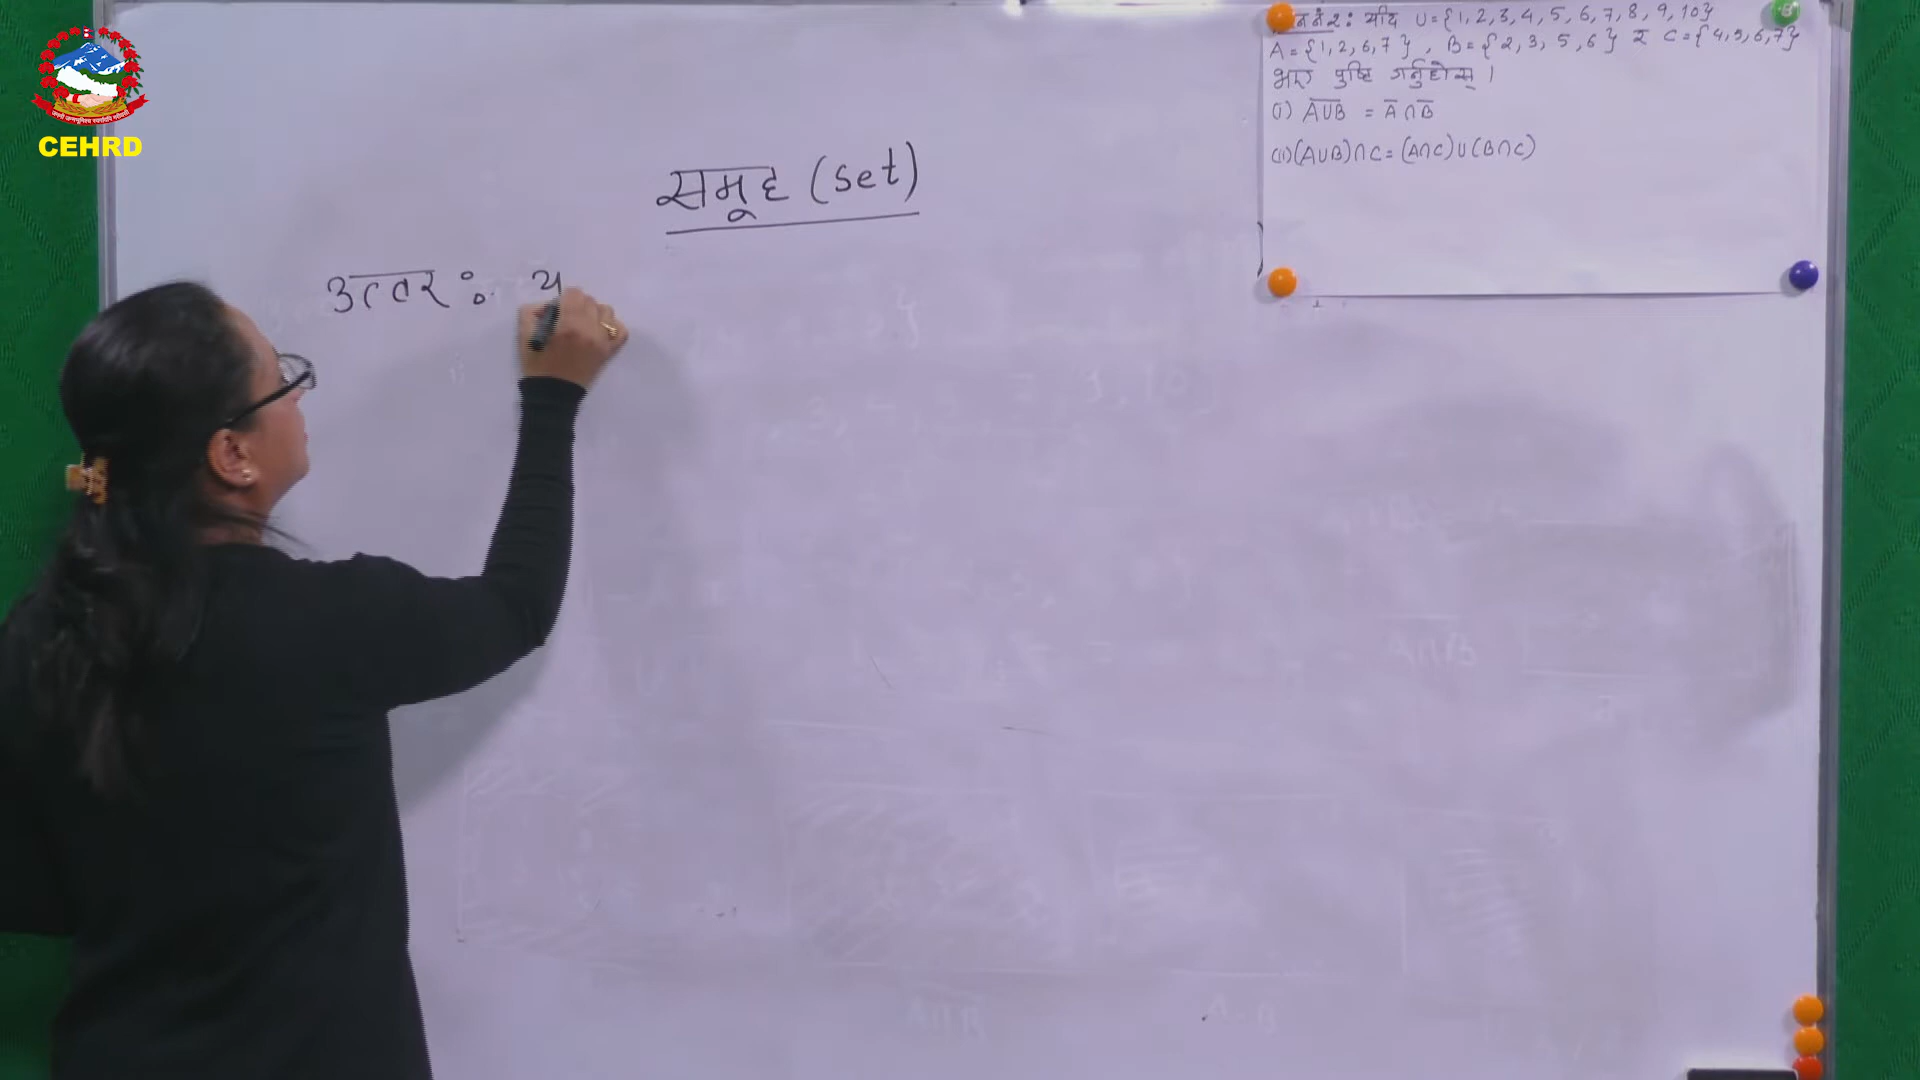 CEHRD
न नं २: यदि U={1, 2, 3, 4, 5, 6, 7, 8, 9, 10}
A = {1, 2, 6, 7}, B = {2, 3, 5, 6} र C = {4, 5, 6, 7}
भए पुष्टि गर्नुहोस् ।
(i) A̅U̅B̅ = A̅ ∩ B̅
(ii) (AUB)∩C = (A∩C)U(B∩C)
समूह (set)
उत्तर: य